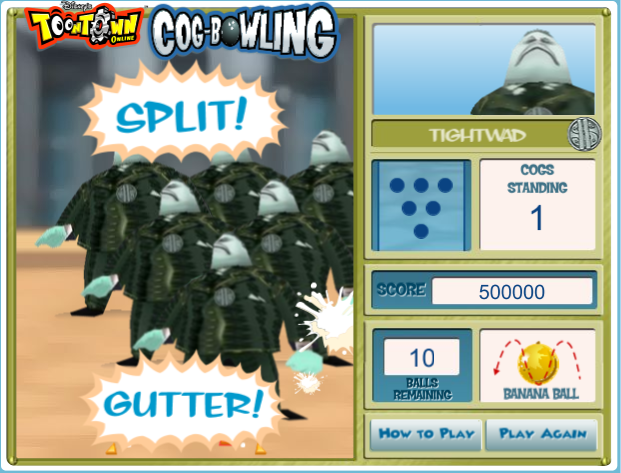 Disney's
TOONTOWN
ONLINE
COG-BOWLING
SPLIT!
GUTTER!
TIGHTWAD
COGS
STANDING
1
SCORE
500000
10
BALLS
REMAINING
BANANA BALL
HOW TO PLAY
PLAY AGAIN